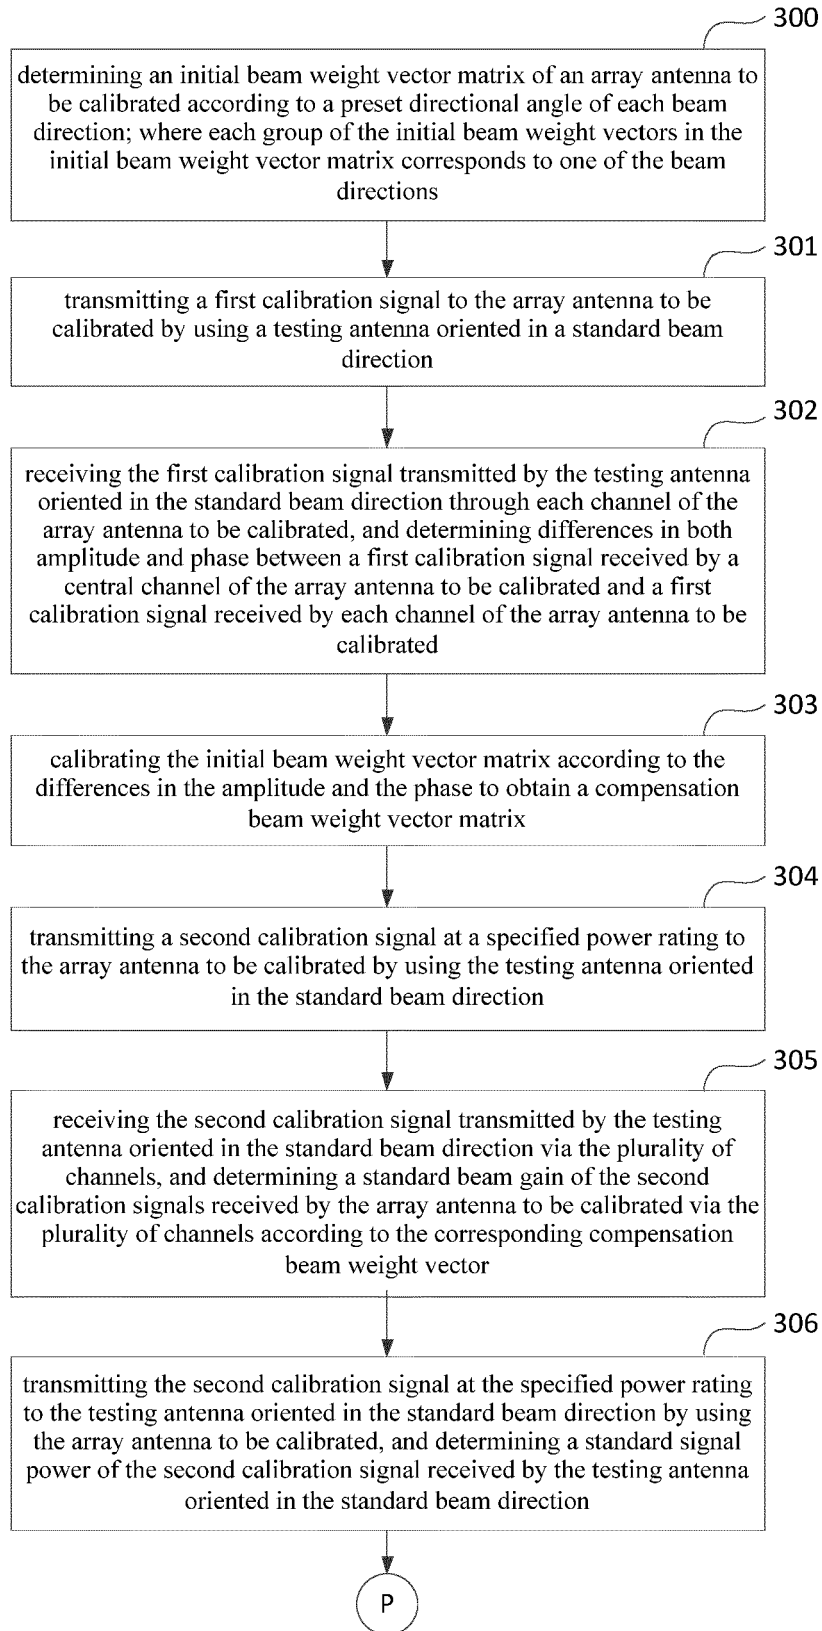 300
determining an initial beam weight vector matrix of an array antenna to
be calibrated according to a preset directional angle of each beam
direction; where each group of the initial beam weight vectors in the
initial beam weight vector matrix corresponds to one of the beam
directions
301
transmitting a first calibration signal to the array antenna to be
calibrated by using a testing antenna oriented in a standard beam
direction
302
receiving the first calibration signal transmitted by the testing antenna
oriented in the standard beam direction through each channel of the
array antenna to be calibrated, and determining differences in both
amplitude and phase between a first calibration signal received by a
central channel of the array antenna to be calibrated and a first
calibration signal received by each channel of the array antenna to be
calibrated
303
calibrating the initial beam weight vector matrix according to the
differences in the amplitude and the phase to obtain a compensation
beam weight vector matrix
304
transmitting a second calibration signal at a specified power rating to
the array antenna to be calibrated by using the testing antenna oriented
in the standard beam direction
305
receiving the second calibration signal transmitted by the testing
antenna oriented in the standard beam direction via the plurality of
channels, and determining a standard beam gain of the second
calibration signals received by the array antenna to be calibrated via the
plurality of channels according to the corresponding compensation
beam weight vector
306
transmitting the second calibration signal at the specified power rating
to the testing antenna oriented in the standard beam direction by using
the array antenna to be calibrated, and determining a standard signal
power of the second calibration signal received by the testing antenna
oriented in the standard beam direction
P